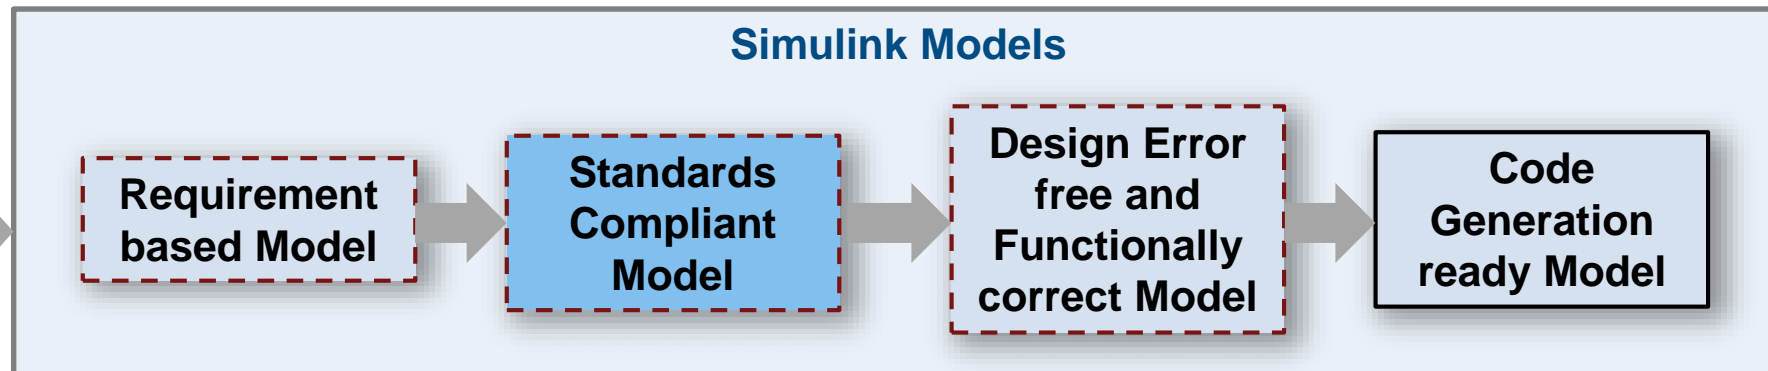 Simulink Models
Requirement
based Model
Standards
Compliant
Model
Design Error
free and
Functionally
correct Model
Code
Generation
ready Model